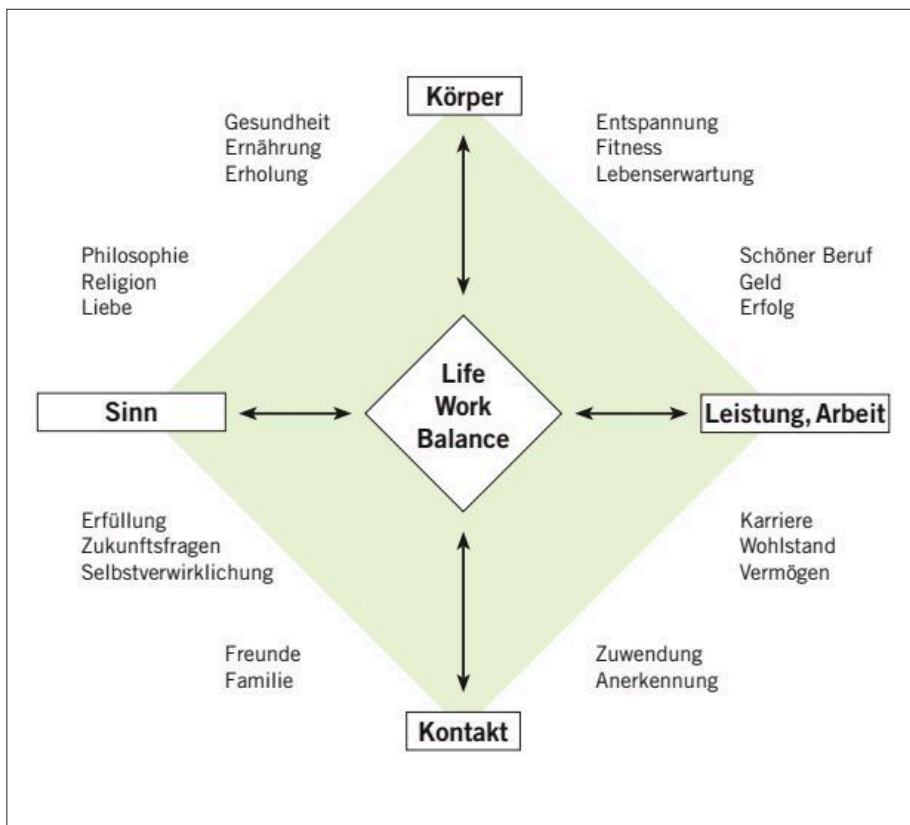 Körper
Gesundheit
Ernährung
Erholung
Entspannung
Fitness
Lebenserwartung
Philosophie
Religion
Liebe
Schöner Beruf
Geld
Erfolg
Life
Work
Balance
Sinn
Leistung, Arbeit
Erfüllung
Zukunftsfragen
Selbstverwirklichung
Karriere
Wohlstand
Vermögen
Freunde
Familie
Zuwendung
Anerkennung
Kontakt